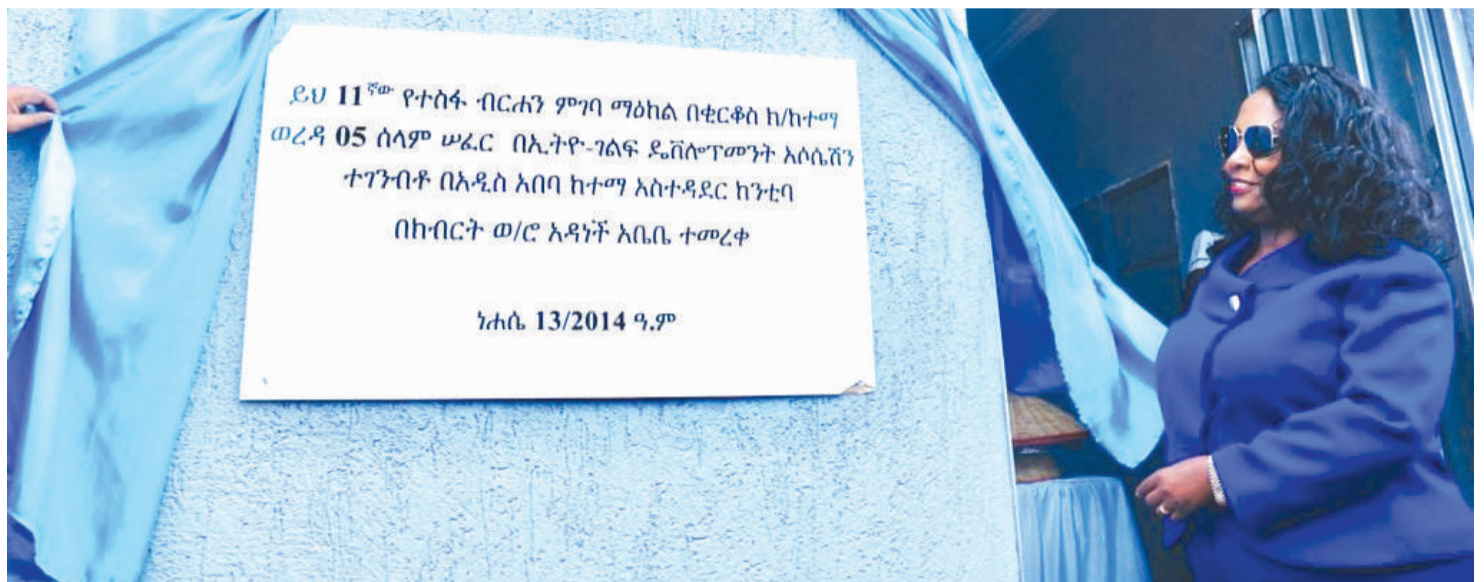 ይህ 11ኛው የተስፋ ብርሐን ምገባ ማዕከል በቂርቆስ ክ/ከተማ
ወረዳ 05 ሰላም ሠፈር በኢትዮ-ገልፍ ዴቨሎፕመንት አሶሴሽን
ተገንብቶ በአዲስ አበባ ከተማ አስተዳደር ከንቲባ
በክብርት ወ/ሮ አዳነች አቤቤ ተመረቀ
ነሐሴ 13/2014 ዓ.ም